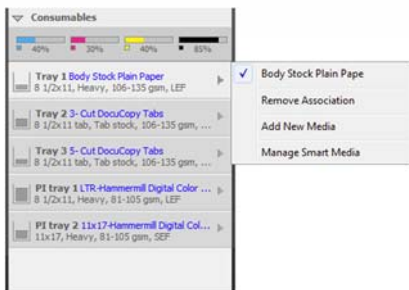 Consumables
40% 30% 40% 85%
Tray 1 Body Stock Plain Paper
8 1/2x11, Heavy, 106-135 gsm, LEF
Tray 2 3- Cut DocuCopy Tabs
8 1/2x11 tab, Tab stock, 106-135 gsm, ...
Tray 3 5- Cut DocuCopy Tabs
8 1/2x11 tab, Tab stock, 106-135 gsm, ...
PI tray 1 LTR-Hammermill Digital Color ...
8 1/2x11, Heavy, 81-105 gsm, LEF
PI tray 2 11x17-Hammermill Digital Col...
11x17, Heavy, 81-105 gsm, SEF
Body Stock Plain Pape
Remove Association
Add New Media
Manage Smart Media